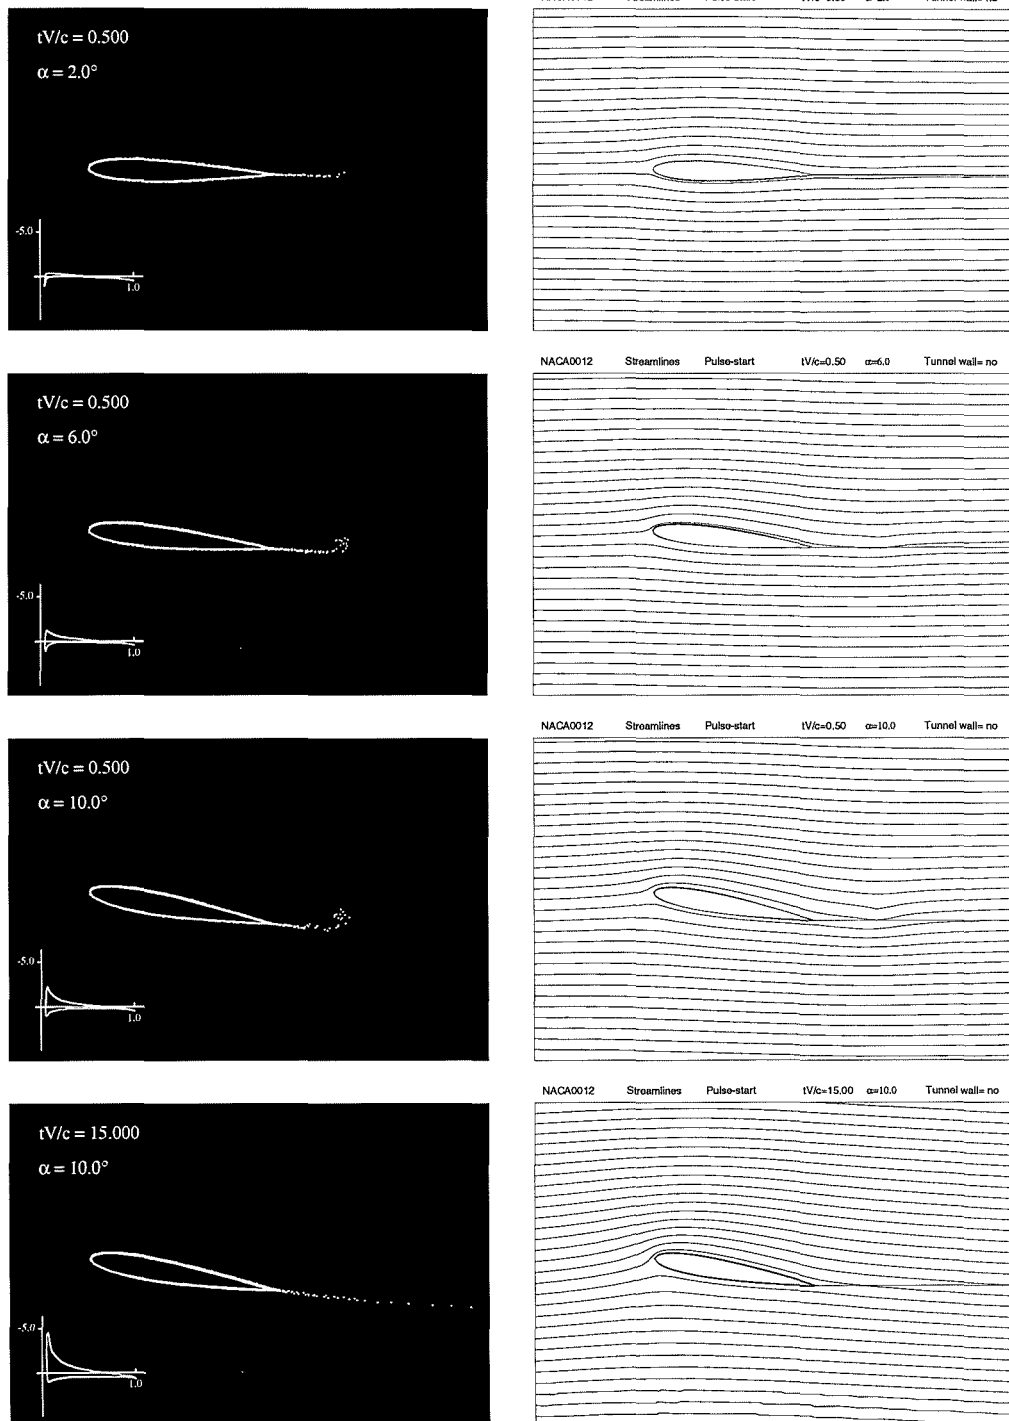 tV/c = 0.500
α = 2.0°
-5.0
1.0
NACA0012 Streamlines Pulse-start tV/c=0.50 α=6.0 Tunnel wall= no
tV/c = 0.500
α = 6.0°
-5.0
1.0
NACA0012 Streamlines Pulse-start tV/c=0.50 α=10.0 Tunnel wall= no
tV/c = 0.500
α = 10.0°
-5.0
1.0
NACA0012 Streamlines Pulse-start tV/c=15.00 α=10.0 Tunnel wall= no
tV/c = 15.000
α = 10.0°
-5.0
1.0